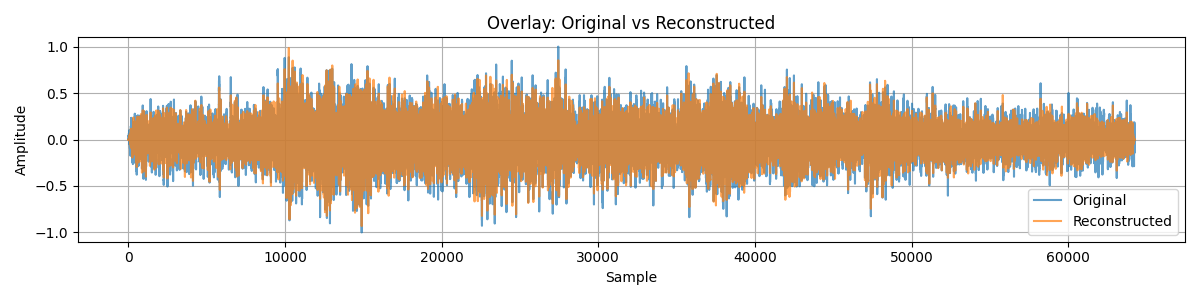 Overlay: Original vs Reconstructed
Amplitude
1.0
0.5
0.0
−0.5
−1.0
Original
Reconstructed
0 10000 20000 30000 40000 50000 60000
Sample